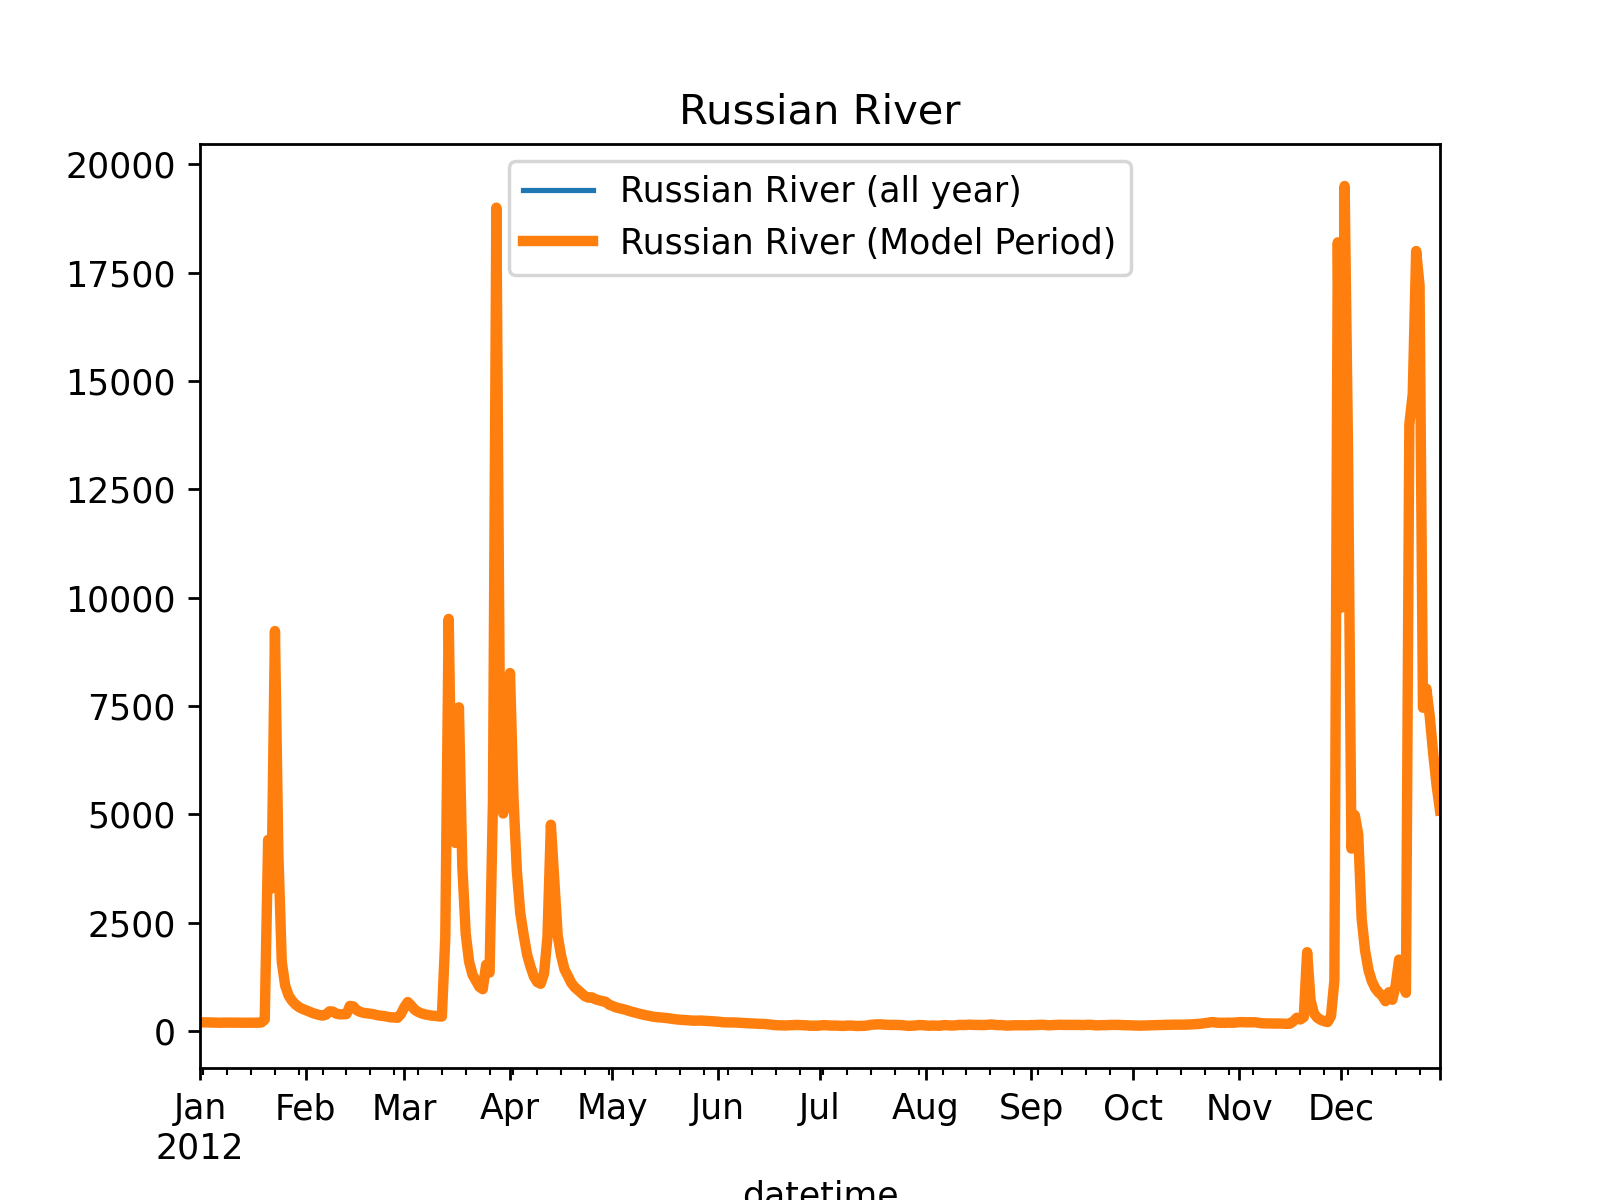 Russian River
Russian River (all year)
Russian River (Model Period)
20000
17500
15000
12500
10000
7500
5000
2500
0
Jan Feb Mar Apr May Jun Jul Aug Sep Oct Nov Dec
2012
datetime